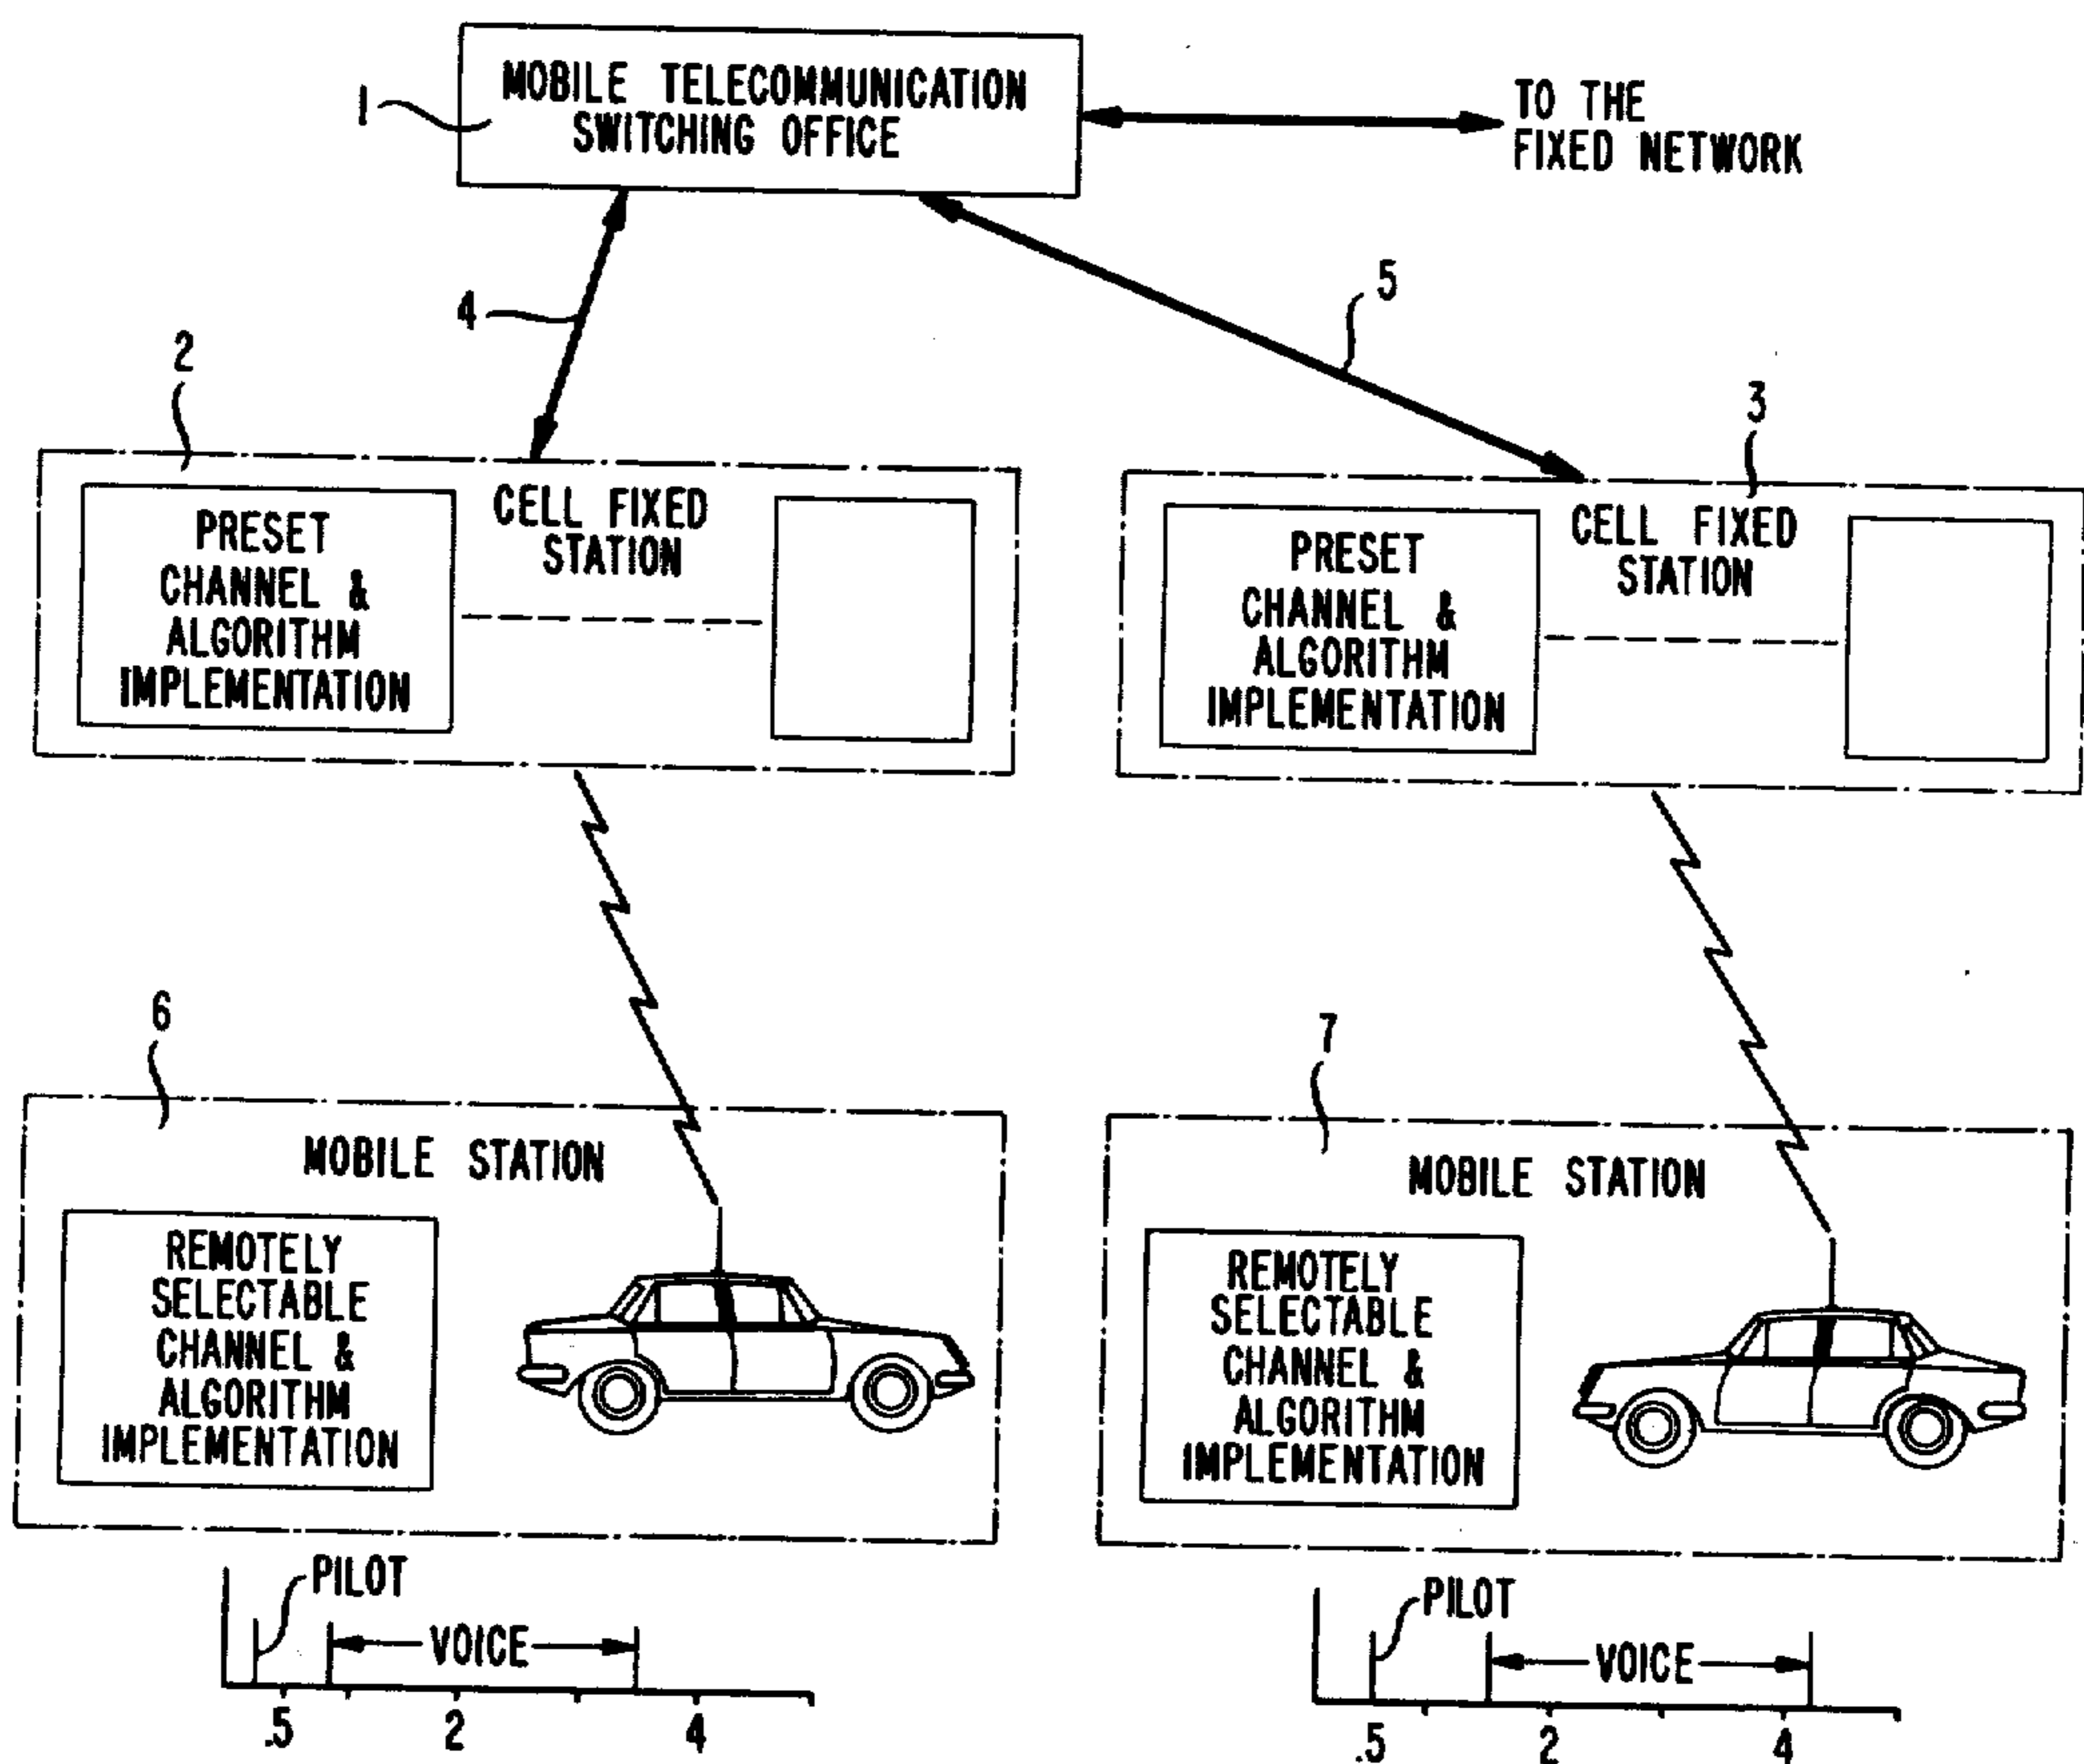 MOBILE TELECOMMUNICATION
SWITCHING OFFICE
1
TO THE
FIXED NETWORK
4
5
2
3
CELL FIXED
STATION
PRESET
CHANNEL &
ALGORITHM
IMPLEMENTATION
CELL FIXED
STATION
PRESET
CHANNEL &
ALGORITHM
IMPLEMENTATION
6
7
MOBILE STATION
REMOTELY
SELECTABLE
CHANNEL &
ALGORITHM
IMPLEMENTATION
MOBILE STATION
REMOTELY
SELECTABLE
CHANNEL &
ALGORITHM
IMPLEMENTATION
PILOT
VOICE
.5 2 4
PILOT
VOICE
.5 2 4